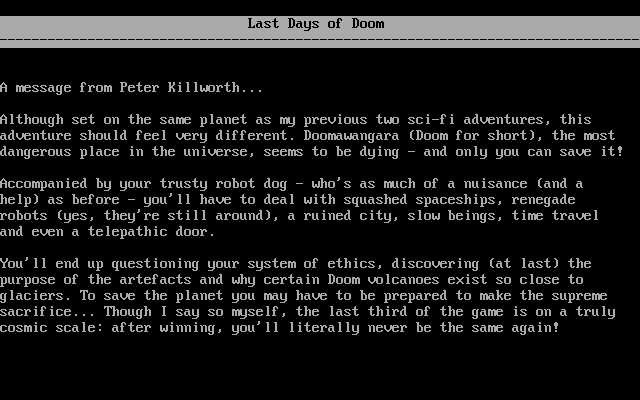 Last Days of Doom
A message from Peter Killworth...
Although set on the same planet as my previous two sci-fi adventures, this
adventure should feel very different. Doomawangara (Doom for short), the most
dangerous place in the universe, seems to be dying - and only you can save it!
Accompanied by your trusty robot dog - who's as much of a nuisance (and a
help) as before - you'll have to deal with squashed spaceships, renegade
robots (yes, they're still around), a ruined city, slow beings, time travel
and even a telepathic door.
You'll end up questioning your system of ethics, discovering (at last) the
purpose of the artefacts and why certain Doom volcanoes exist so close to
glaciers. To save the planet you may have to be prepared to make the supreme
sacrifice... Though I say so myself, the last third of the game is on a truly
cosmic scale: after winning, you'll literally never be the same again!